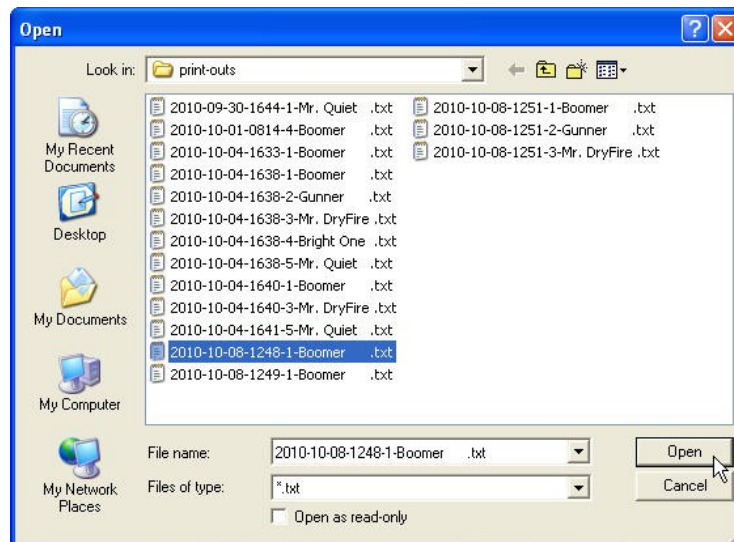 Open
Look in: print-outs
My Recent
Documents
Desktop
My Documents
My Computer
My Network
Places
2010-09-30-1644-1-Mr. Quiet .txt
2010-10-01-0814-4-Boomer .txt
2010-10-04-1633-1-Boomer .txt
2010-10-04-1638-1-Boomer .txt
2010-10-04-1638-2-Gunner .txt
2010-10-04-1638-3-Mr. DryFire .txt
2010-10-04-1638-4-Bright One .txt
2010-10-04-1638-5-Mr. Quiet .txt
2010-10-04-1640-1-Boomer .txt
2010-10-04-1640-3-Mr. DryFire .txt
2010-10-04-1641-5-Mr. Quiet .txt
2010-10-08-1248-1-Boomer .txt
2010-10-08-1249-1-Boomer .txt
2010-10-08-1251-1-Boomer .txt
2010-10-08-1251-2-Gunner .txt
2010-10-08-1251-3-Mr. DryFire .txt
File name: 2010-10-08-1248-1-Boomer .txt Open
Files of type: *.txt Cancel
Open as read-only